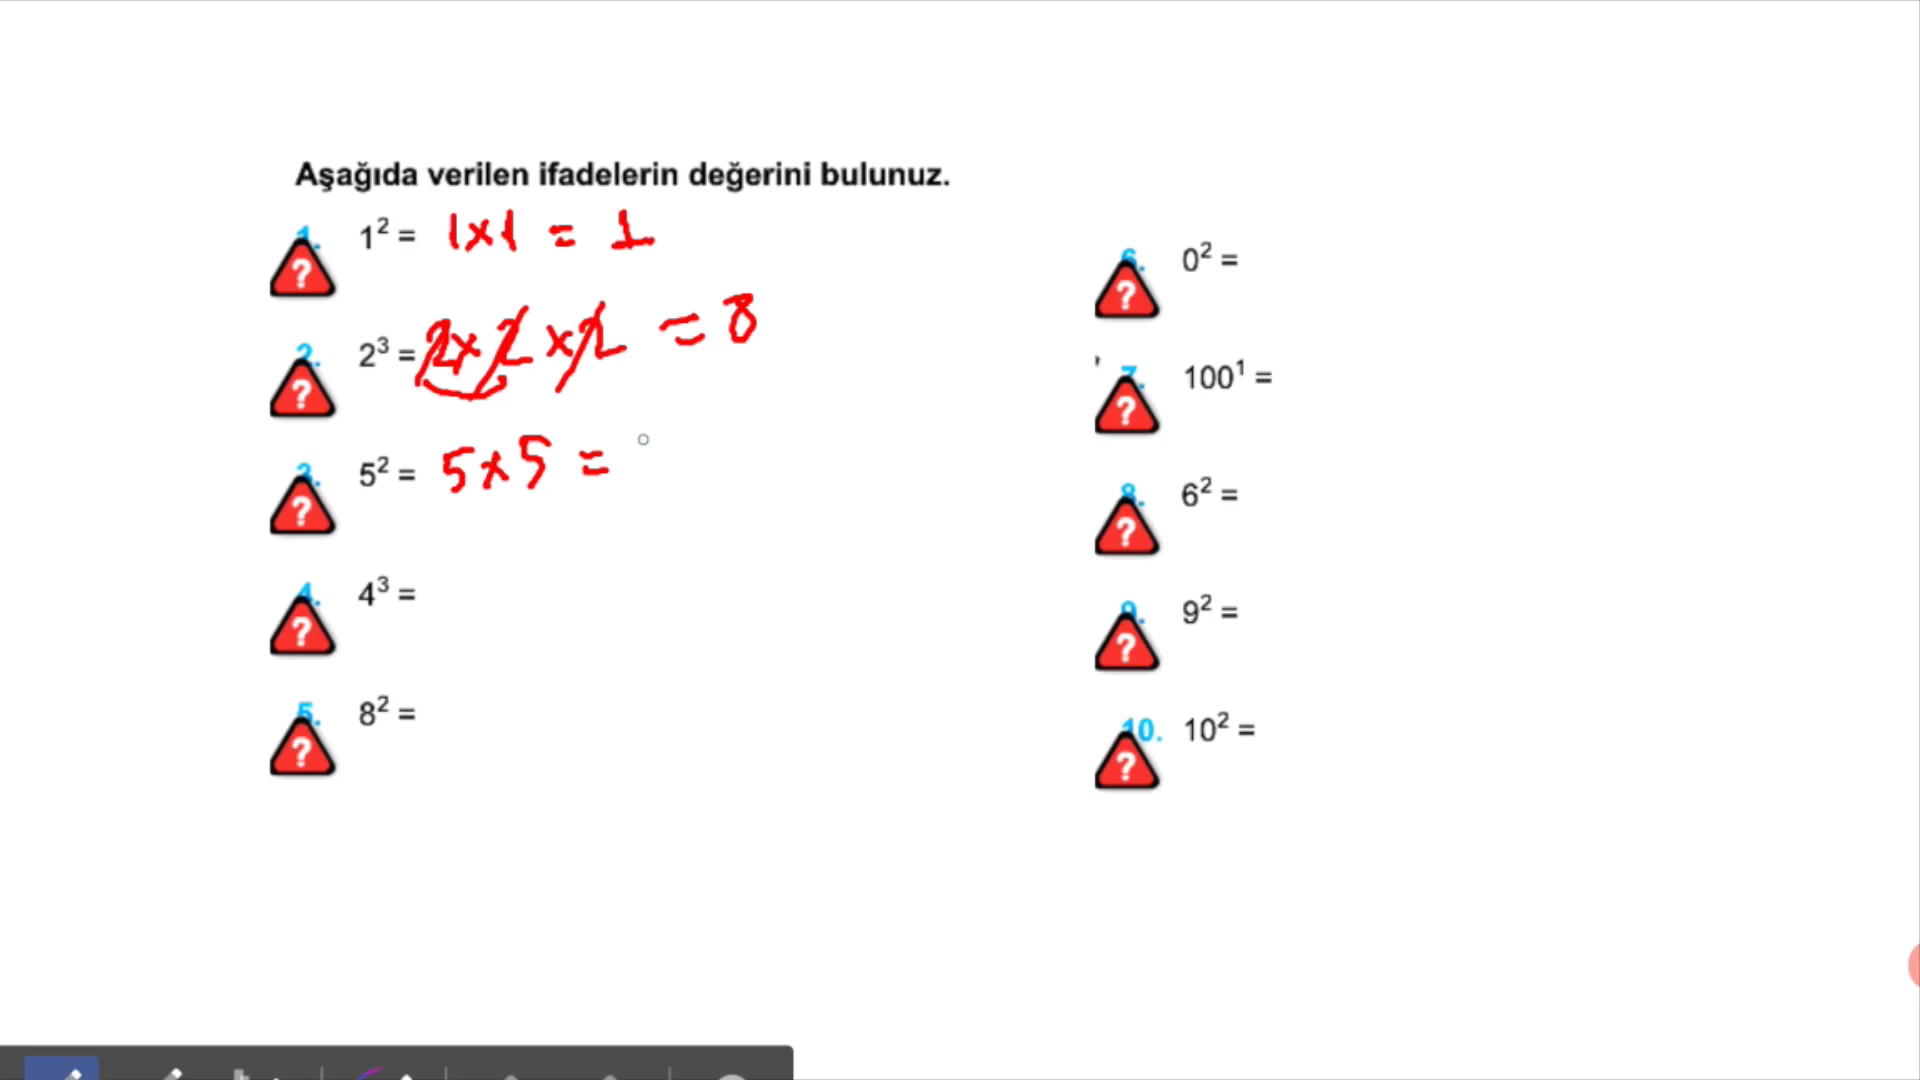 Aşağıda verilen ifadelerin değerini bulunuz.
1. 1² = 1x1 = 1
2. 2³ = 2x2x2 = 8
3. 5² = 5x5 =
4. 4³ =
5. 8² =
6. 0² =
7. 100¹ =
8. 6² =
9. 9² =
10. 10² =